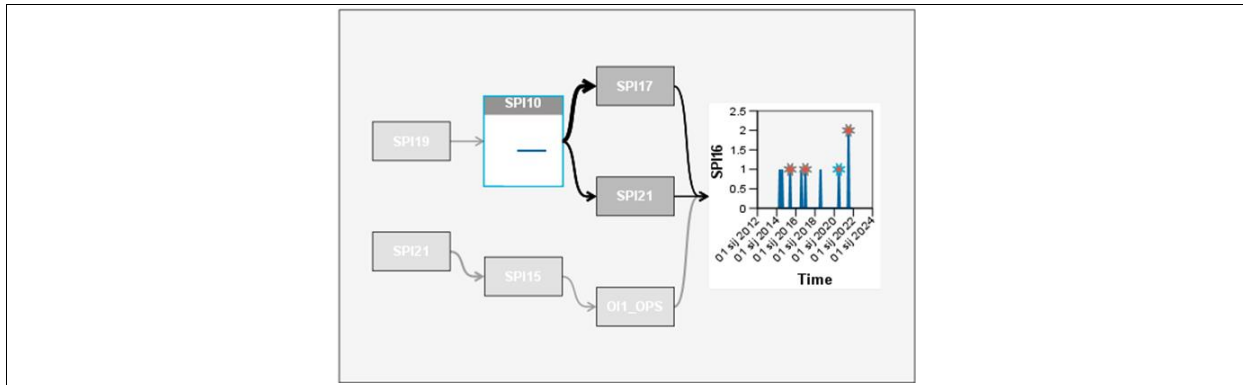 SPI17
SPI10
SPI19
SPI21
SPI21
SPI15
OI1_OPS
SPI16
2.5
2
1.5
1
0.5
0
01 sij 2012
01 sij 2014
01 sij 2016
01 sij 2018
01 sij 2020
01 sij 2022
01 sij 2024
Time